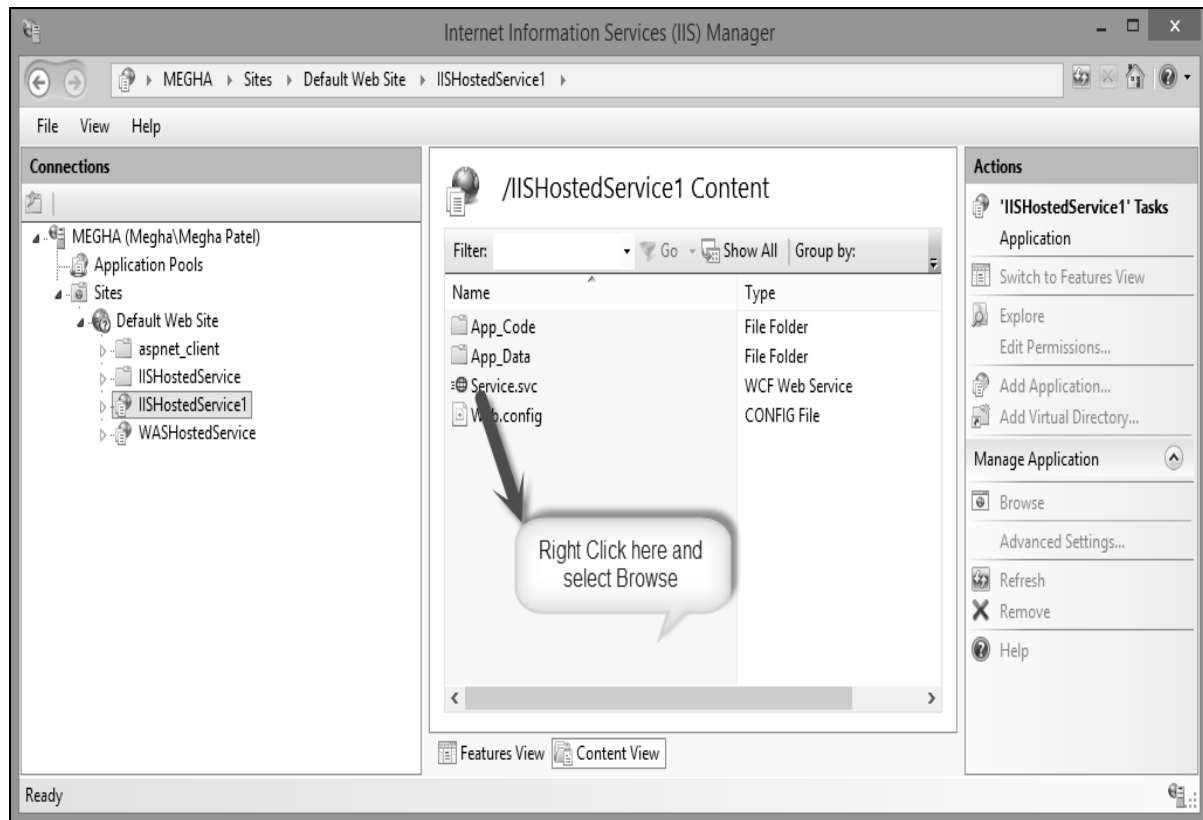 Internet Information Services (IIS) Manager
MEGHA Sites Default Web Site IISHostedService1
File View Help
Connections
MEGHA (Megha\Megha Patel)
Application Pools
Sites
Default Web Site
aspnet_client
IISHostedService
IISHostedService1
WASHostedService
/IISHostedService1 Content
Filter: Go Show All Group by:
Name Type
App_Code File Folder
App_Data File Folder
Service.svc WCF Web Service
Web.config CONFIG File
Right Click here and
select Browse
Features View Content View
Actions
'IISHostedService1' Tasks
Application
Switch to Features View
Explore
Edit Permissions...
Add Application...
Add Virtual Directory...
Manage Application
Browse
Advanced Settings...
Refresh
Remove
Help
Ready